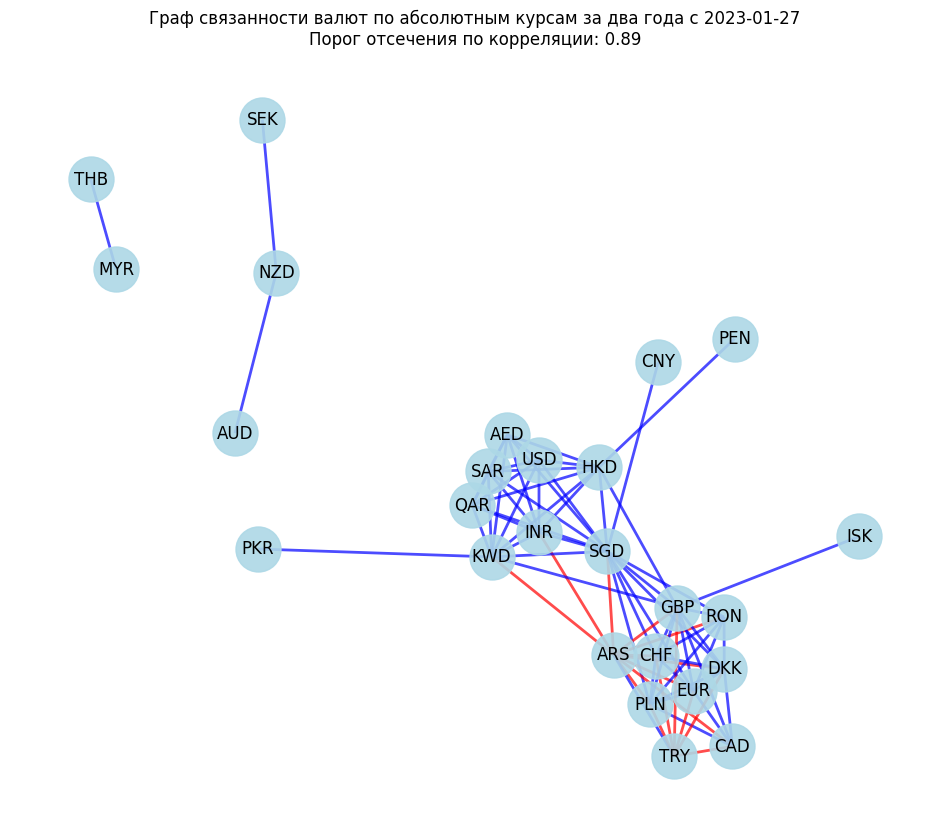 Граф связанности валют по абсолютным курсам за два года с 2023-01-27
Порог отсечения по корреляции: 0.89
SEK
THB
MYR
NZD
PEN
CNY
AUD
AED
USD
HKD
SAR
QAR
INR
ISK
PKR
KWD
SGD
GBP
RON
ARS
CHF
DKK
EUR
PLN
CAD
TRY